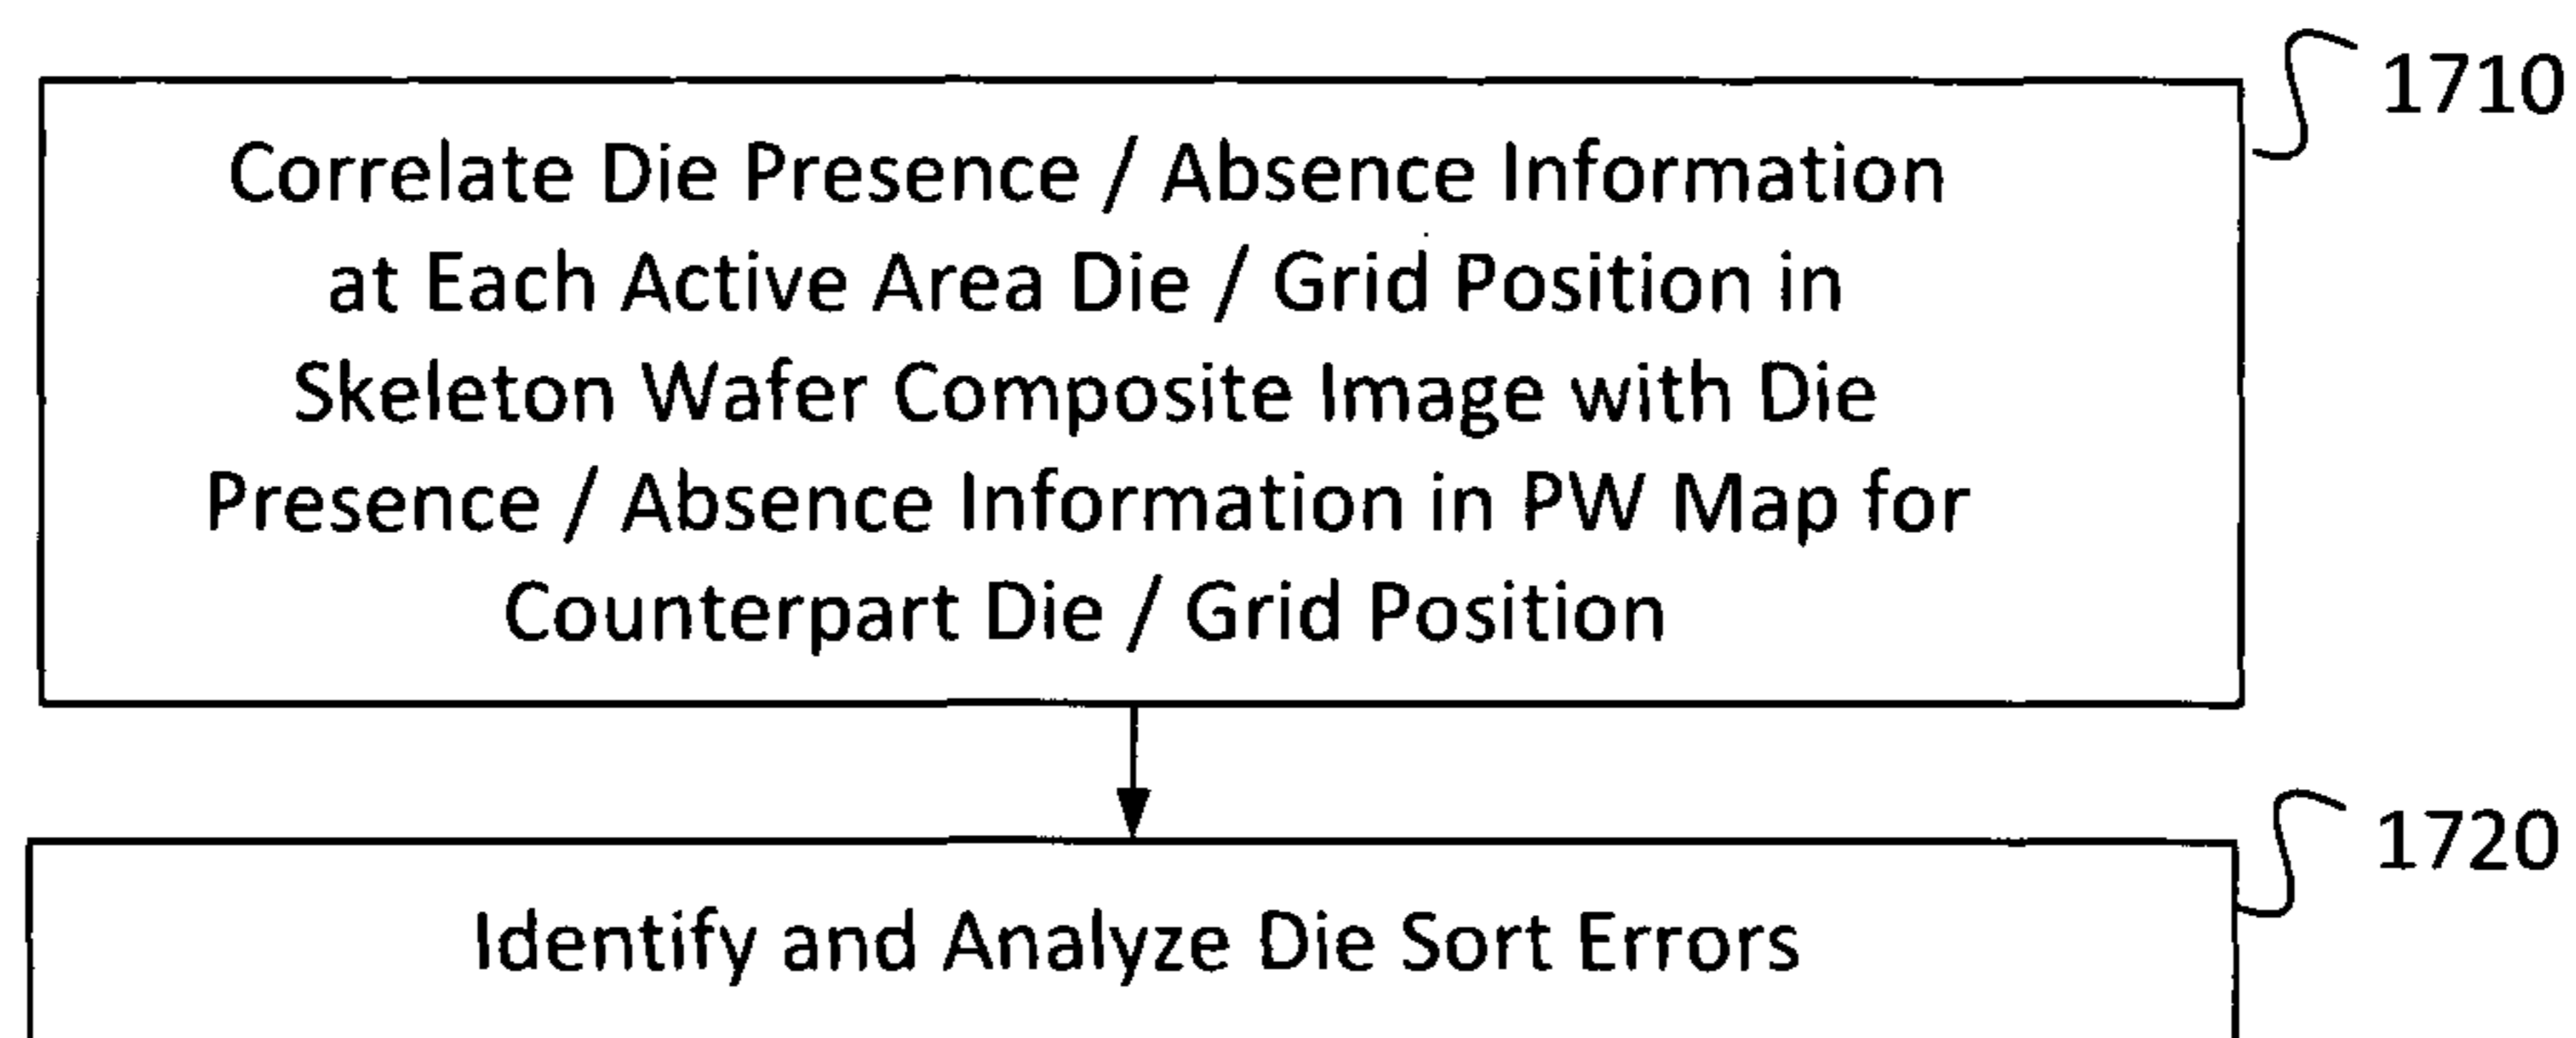 1710
Correlate Die Presence / Absence Information
at Each Active Area Die / Grid Position in
Skeleton Wafer Composite Image with Die
Presence / Absence Information in PW Map for
Counterpart Die / Grid Position
1720
Identify and Analyze Die Sort Errors